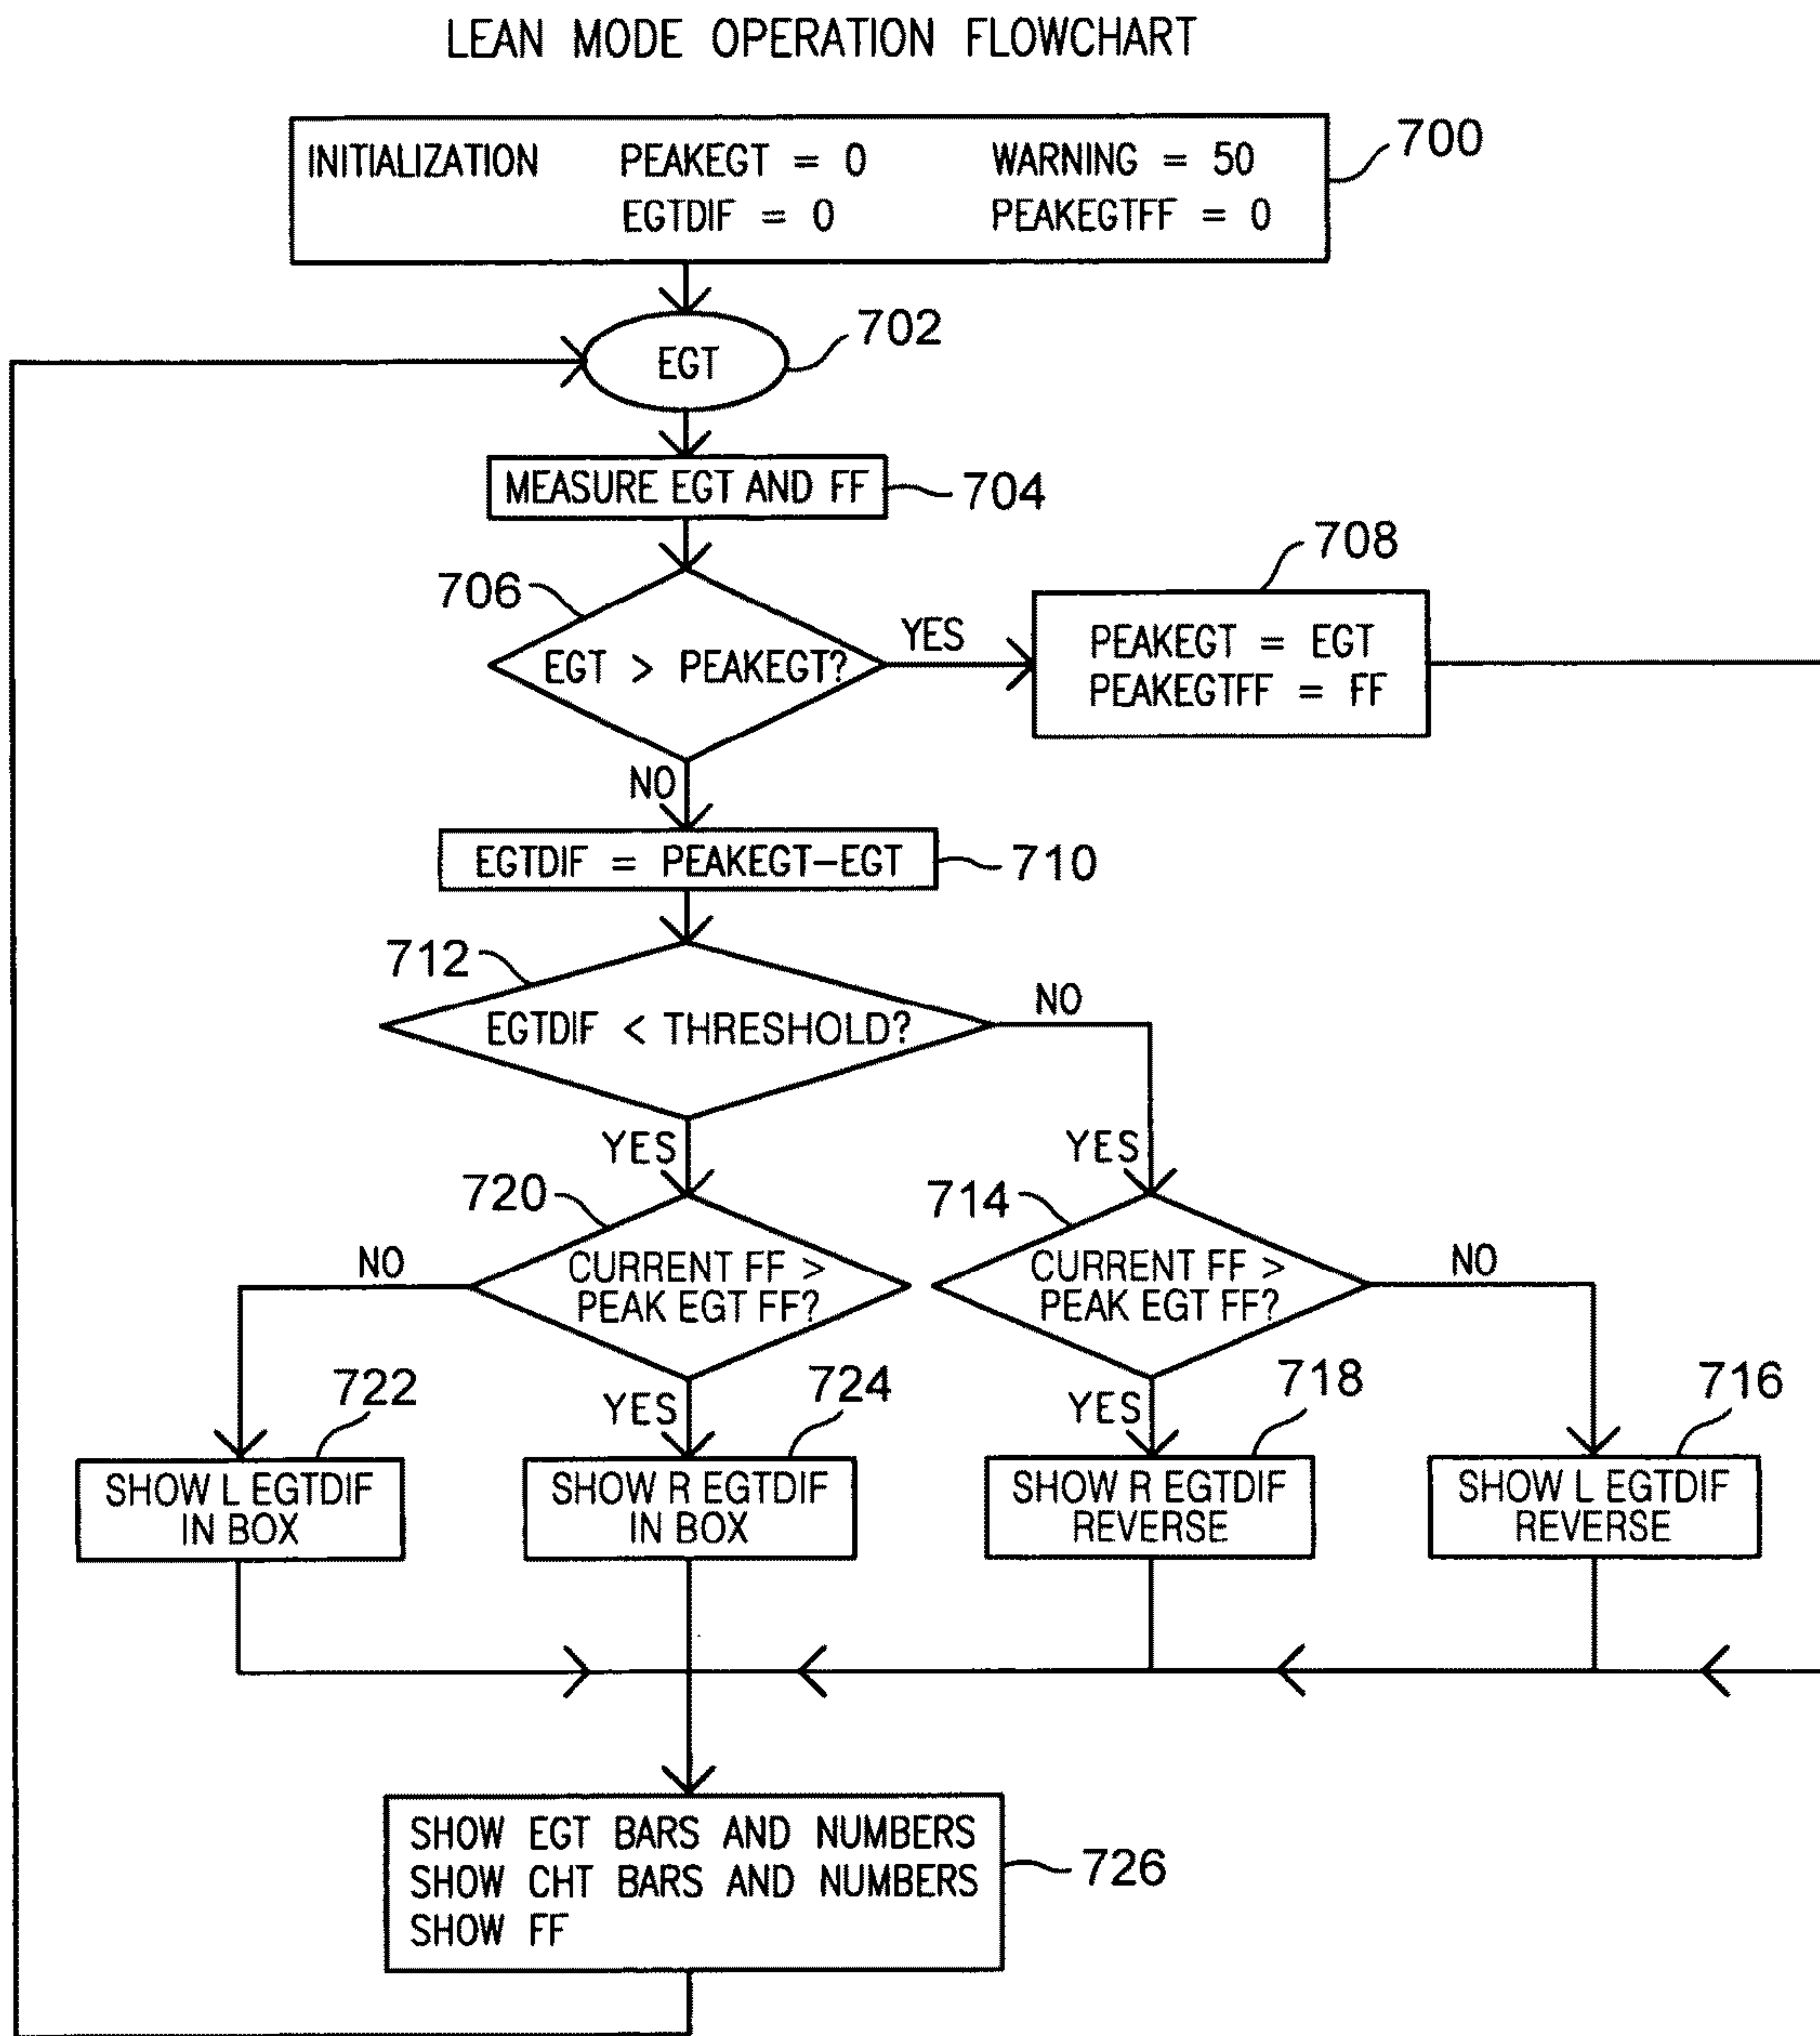 LEAN MODE OPERATION FLOWCHART
INITIALIZATION PEAKEGT = 0 WARNING = 50
EGTDIF = 0 PEAKEGTFF = 0
700
EGT
702
MEASURE EGT AND FF
704
706
EGT > PEAKEGT?
YES
708
PEAKEGT = EGT
PEAKEGTFF = FF
NO
EGTDIF = PEAKEGT-EGT
710
712
EGTDIF < THRESHOLD?
NO
YES
YES
720
CURRENT FF >
PEAK EGT FF?
NO
714
CURRENT FF >
PEAK EGT FF?
NO
722
SHOW L EGTDIF
IN BOX
YES
724
SHOW R EGTDIF
IN BOX
YES
718
SHOW R EGTDIF
REVERSE
716
SHOW L EGTDIF
REVERSE
SHOW EGT BARS AND NUMBERS
SHOW CHT BARS AND NUMBERS
SHOW FF
726